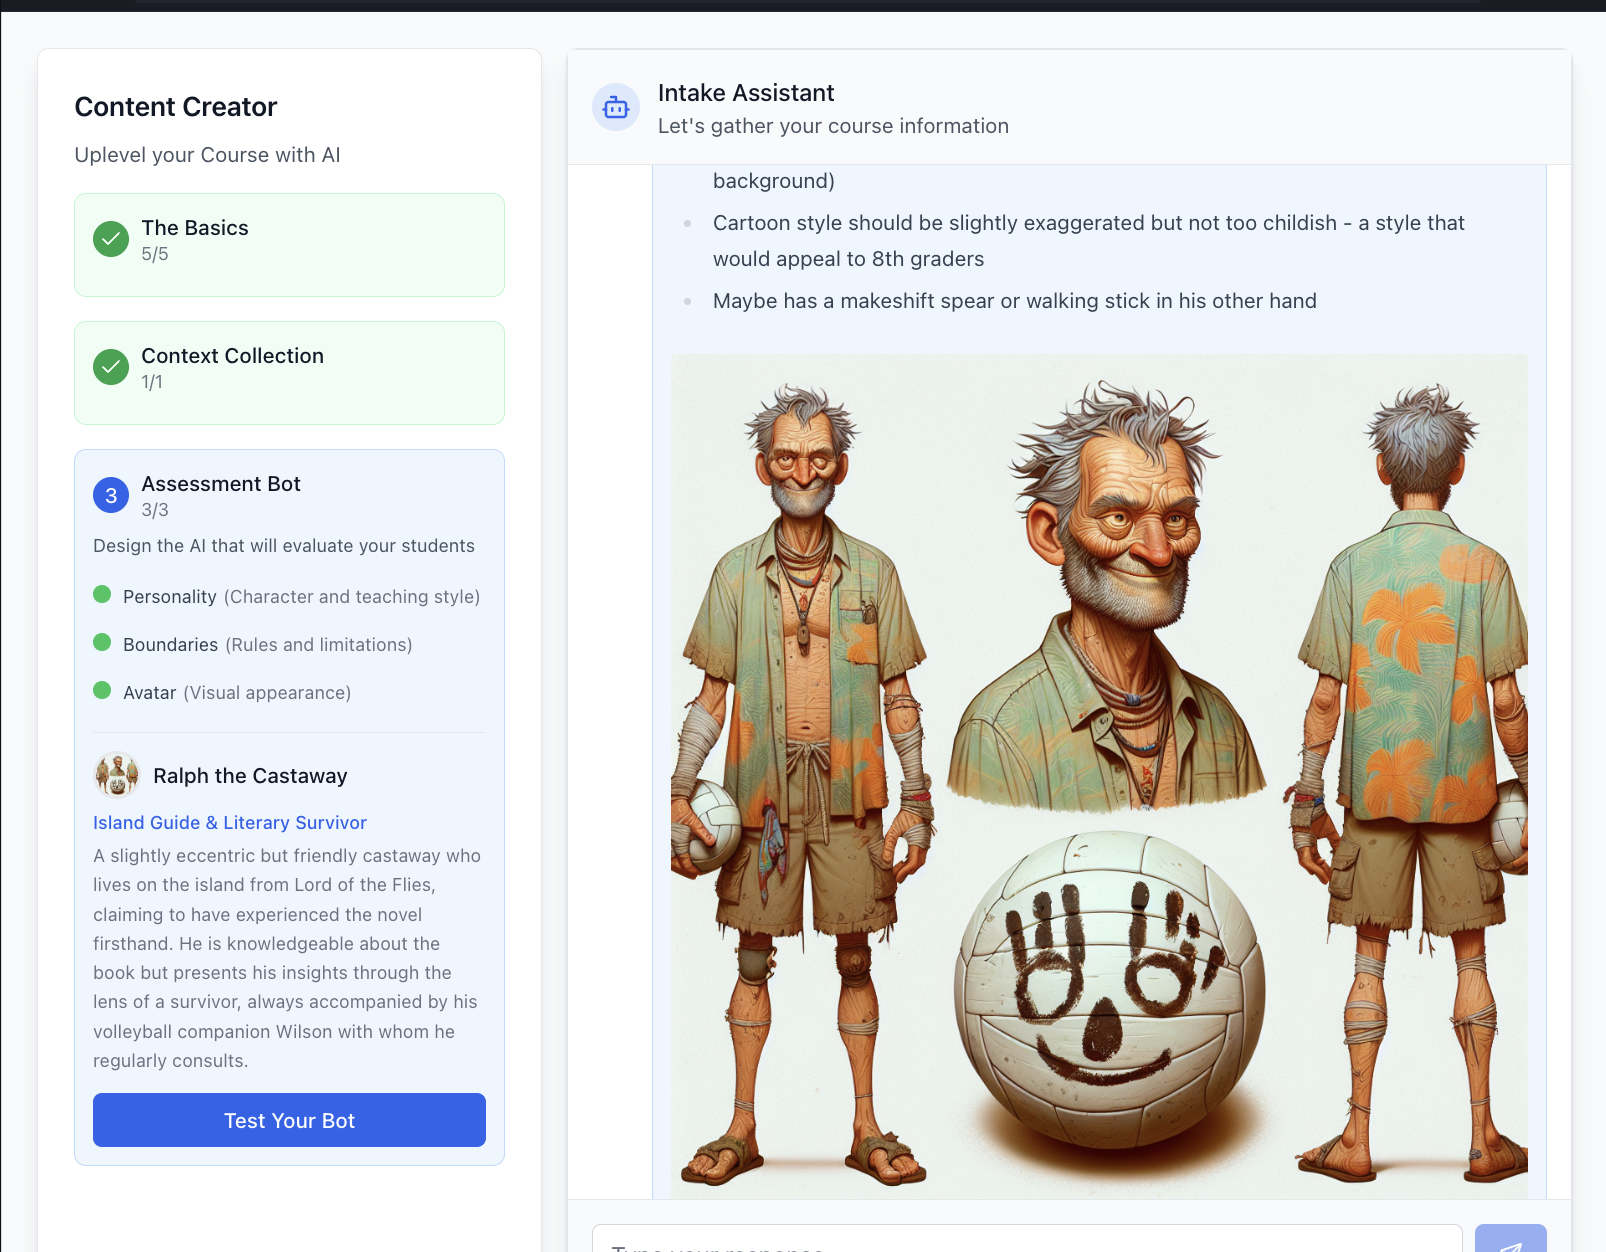 Content Creator
Uplevel your Course with AI
The Basics
5/5
Context Collection
1/1
3
Assessment Bot
3/3
Design the AI that will evaluate your students
Personality (Character and teaching style)
Boundaries (Rules and limitations)
Avatar (Visual appearance)
Ralph the Castaway
Island Guide & Literary Survivor
A slightly eccentric but friendly castaway who
lives on the island from Lord of the Flies,
claiming to have experienced the novel
firsthand. He is knowledgeable about the
book but presents his insights through the
lens of a survivor, always accompanied by his
volleyball companion Wilson with whom he
regularly consults.
Test Your Bot
Intake Assistant
Let's gather your course information
background)
Cartoon style should be slightly exaggerated but not too childish - a style that
would appeal to 8th graders
Maybe has a makeshift spear or walking stick in his other hand
Type your response